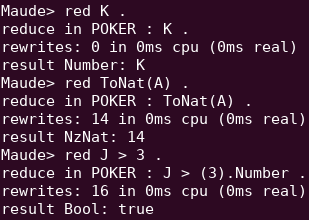 Maude> red K .
reduce in POKER : K .
rewrites: 0 in 0ms cpu (0ms real)
result Number: K
Maude> red ToNat(A) .
reduce in POKER : ToNat(A) .
rewrites: 14 in 0ms cpu (0ms real)
result NzNat: 14
Maude> red J > 3 .
reduce in POKER : J > (3).Number .
rewrites: 16 in 0ms cpu (0ms real)
result Bool: true